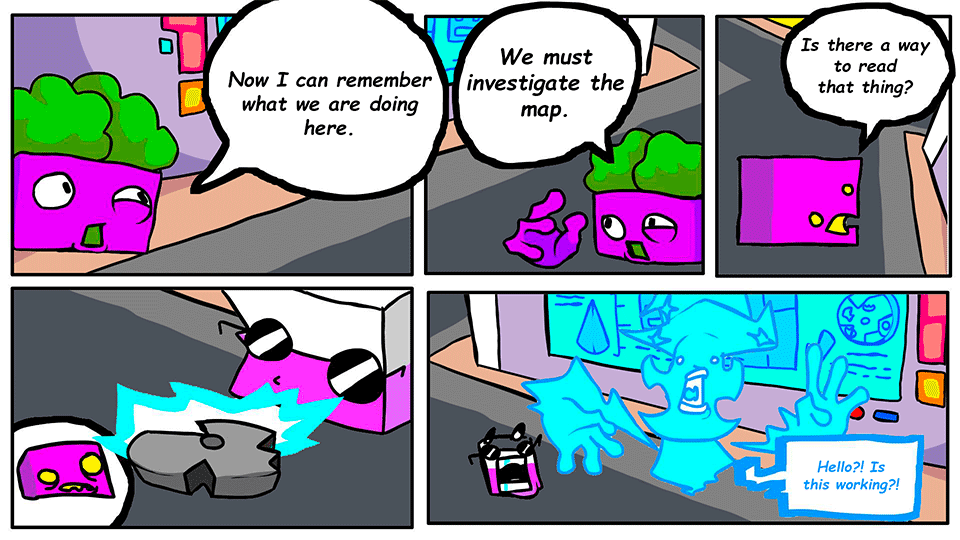 Now I can remember
what we are doing
here.
We must
investigate the
map.
Is there a way
to read
that thing?
Hello?! Is
this working?!